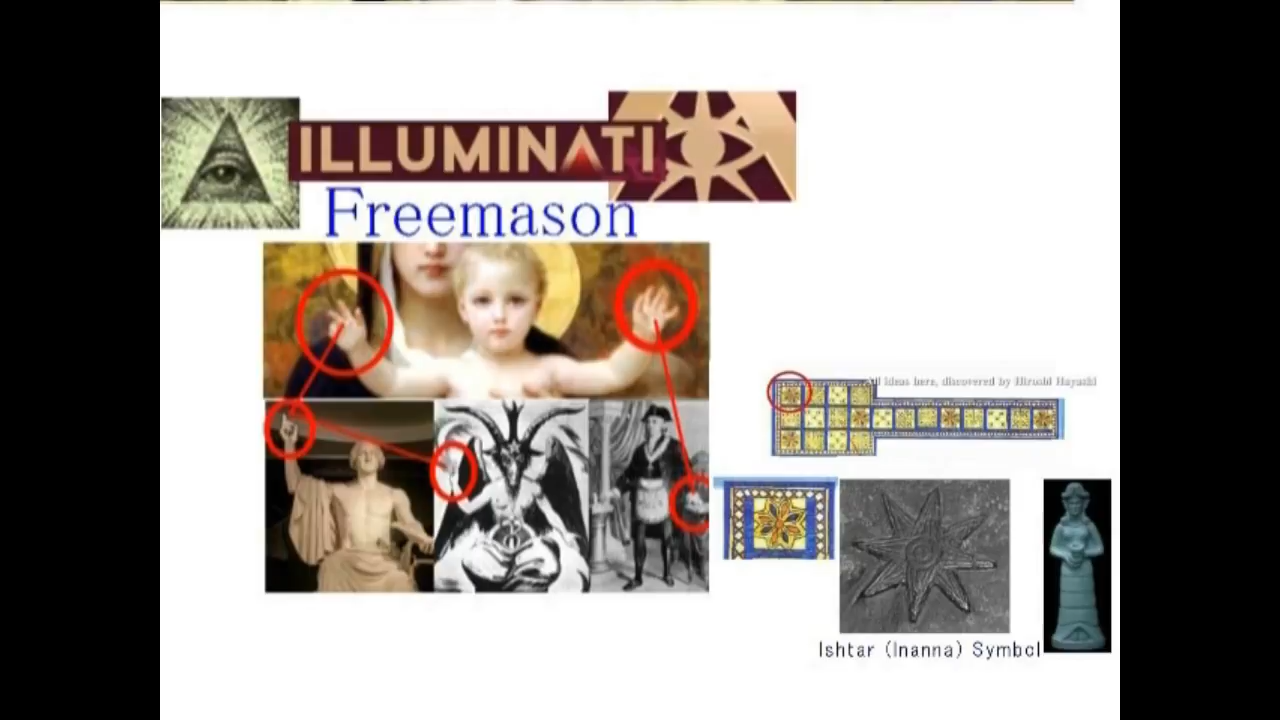 ILLUMINATI
Freemason
All ideas here, discovered by Hiroshi Hayashi
Ishtar (Inanna) Symbol